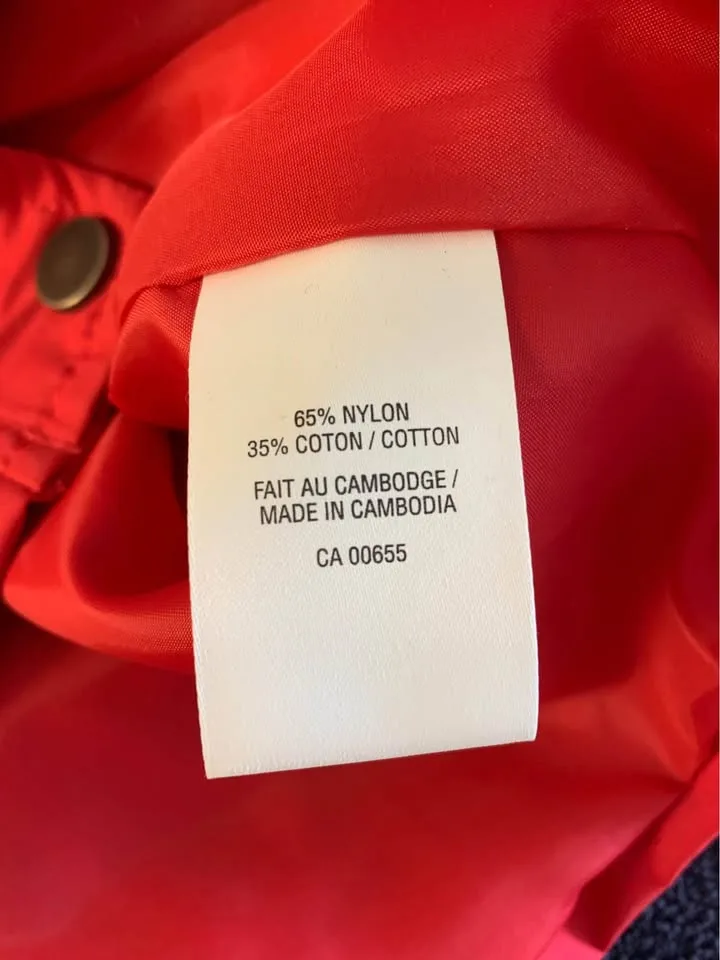 65% NYLON
35% COTON / COTTON
FAIT AU CAMBODGE /
MADE IN CAMBODIA
CA 00655